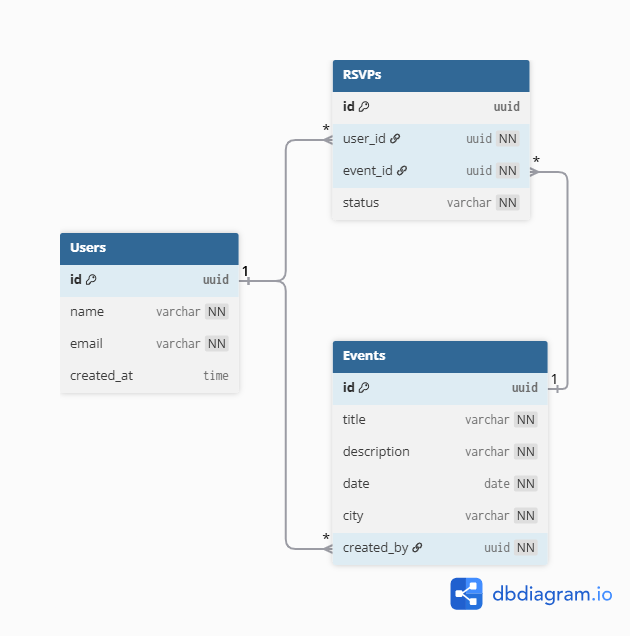 RSVPs
id uuid
* user_id uuid NN
event_id uuid NN *
status varchar NN
Users
id uuid 1
name varchar NN
email varchar NN
created_at time
Events
id uuid 1
title varchar NN
description varchar NN
date date NN
city varchar NN
* created_by uuid NN
dbdiagram.io